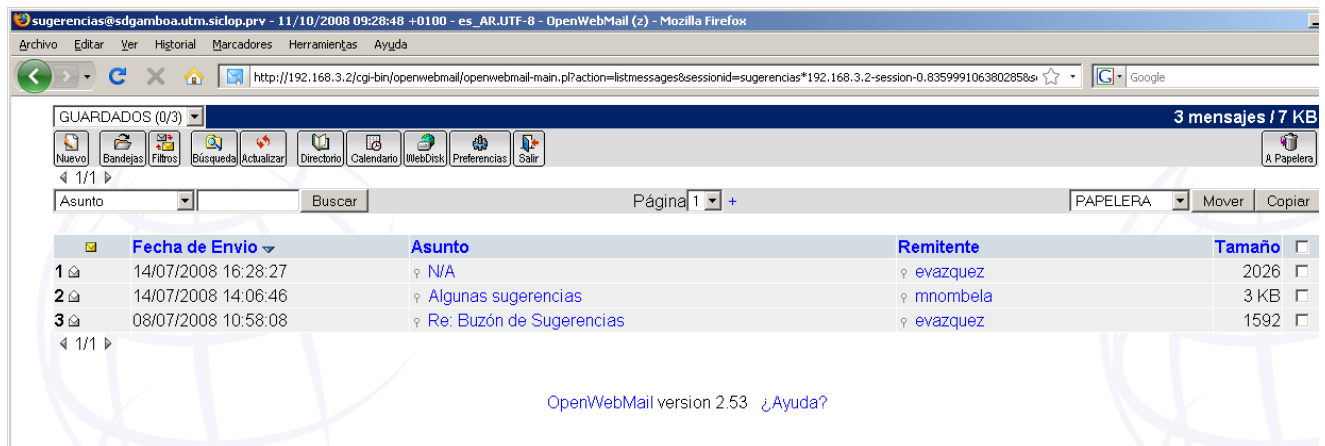 sugerencias@sdgamboa.utm.siclop.prv - 11/10/2008 09:28:48 +0100 - es_AR.UTF-8 - OpenWebMail (z) - Mozilla Firefox
Archivo Editar Ver Historial Marcadores Herramientas Ayuda
http://192.168.3.2/cgi-bin/openwebmail/openwebmail-main.pl?action=listmessages&sessionid=sugerencias*192.168.3.2-session-0.835999106380285&s G Google
GUARDADOS (0/3) 3 mensajes / 7 KB
Nuevo Bandejas Filtros Búsqueda Actualizar Directorio Calendario WebDisk Preferencias Salir A Papelera
1/1
Asunto Buscar Página 1 + PAPELERA Mover Copiar
Fecha de Envio Asunto Remitente Tamaño
1 14/07/2008 16:28:27 N/A evazquez 2026
2 14/07/2008 14:06:46 Algunas sugerencias mnombela 3 KB
3 08/07/2008 10:58:08 Re: Buzón de Sugerencias evazquez 1592
1/1
OpenWebMail version 2.53 ¿Ayuda?